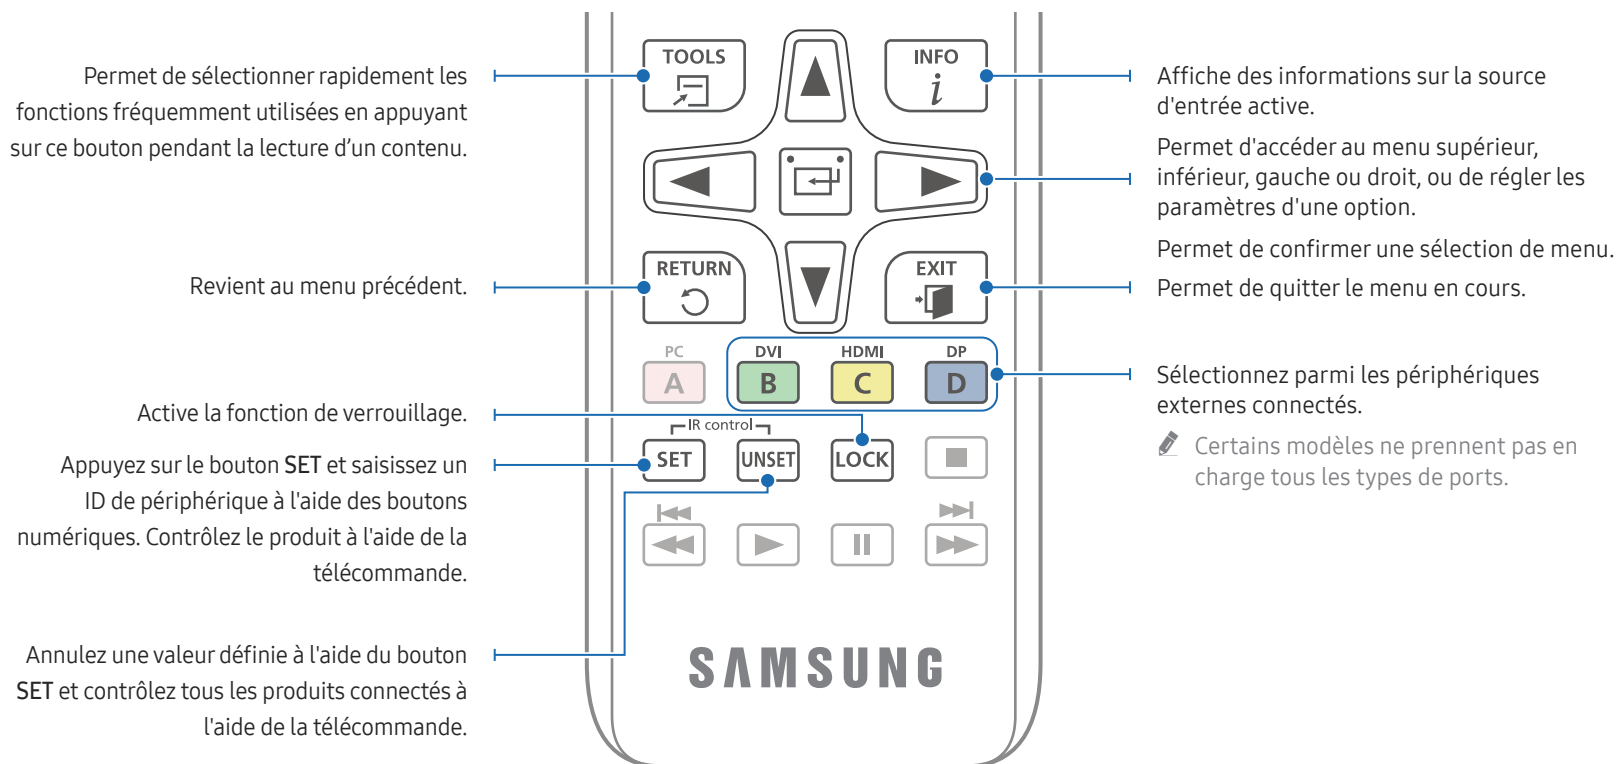 Permet de sélectionner rapidement les
fonctions fréquemment utilisées en appuyant
sur ce bouton pendant la lecture d’un contenu.
Revient au menu précédent.
Active la fonction de verrouillage.
Appuyez sur le bouton SET et saisissez un
ID de périphérique à l'aide des boutons
numériques. Contrôlez le produit à l'aide de la
télécommande.
Annulez une valeur définie à l'aide du bouton
SET et contrôlez tous les produits connectés à
l'aide de la télécommande.
TOOLS
INFO
i
RETURN
EXIT
PC
DVI
HDMI
DP
A
B
C
D
IR control
SET
UNSET
LOCK
SAMSUNG
Affiche des informations sur la source
d'entrée active.
Permet d'accéder au menu supérieur,
inférieur, gauche ou droit, ou de régler les
paramètres d'une option.
Permet de confirmer une sélection de menu.
Permet de quitter le menu en cours.
Sélectionnez parmi les périphériques
externes connectés.
Certains modèles ne prennent pas en
charge tous les types de ports.